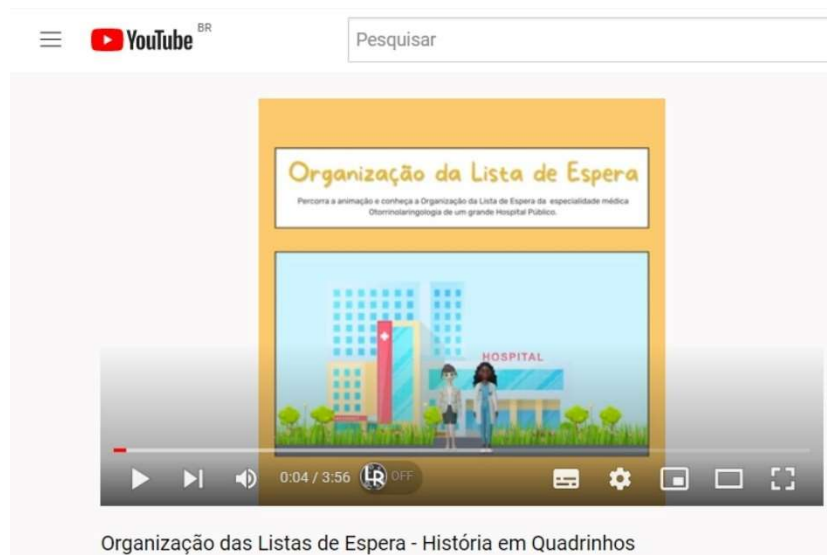 YouTube BR
Pesquisar
Organização da Lista de Espera
Percorra a animação e conheça a Organização da Lista de Espera da especialidade médica
Otorrinolaringologia de um grande Hospital Público.
HOSPITAL
0:04 / 3:56
LR OFF
Organização das Listas de Espera - História em Quadrinhos